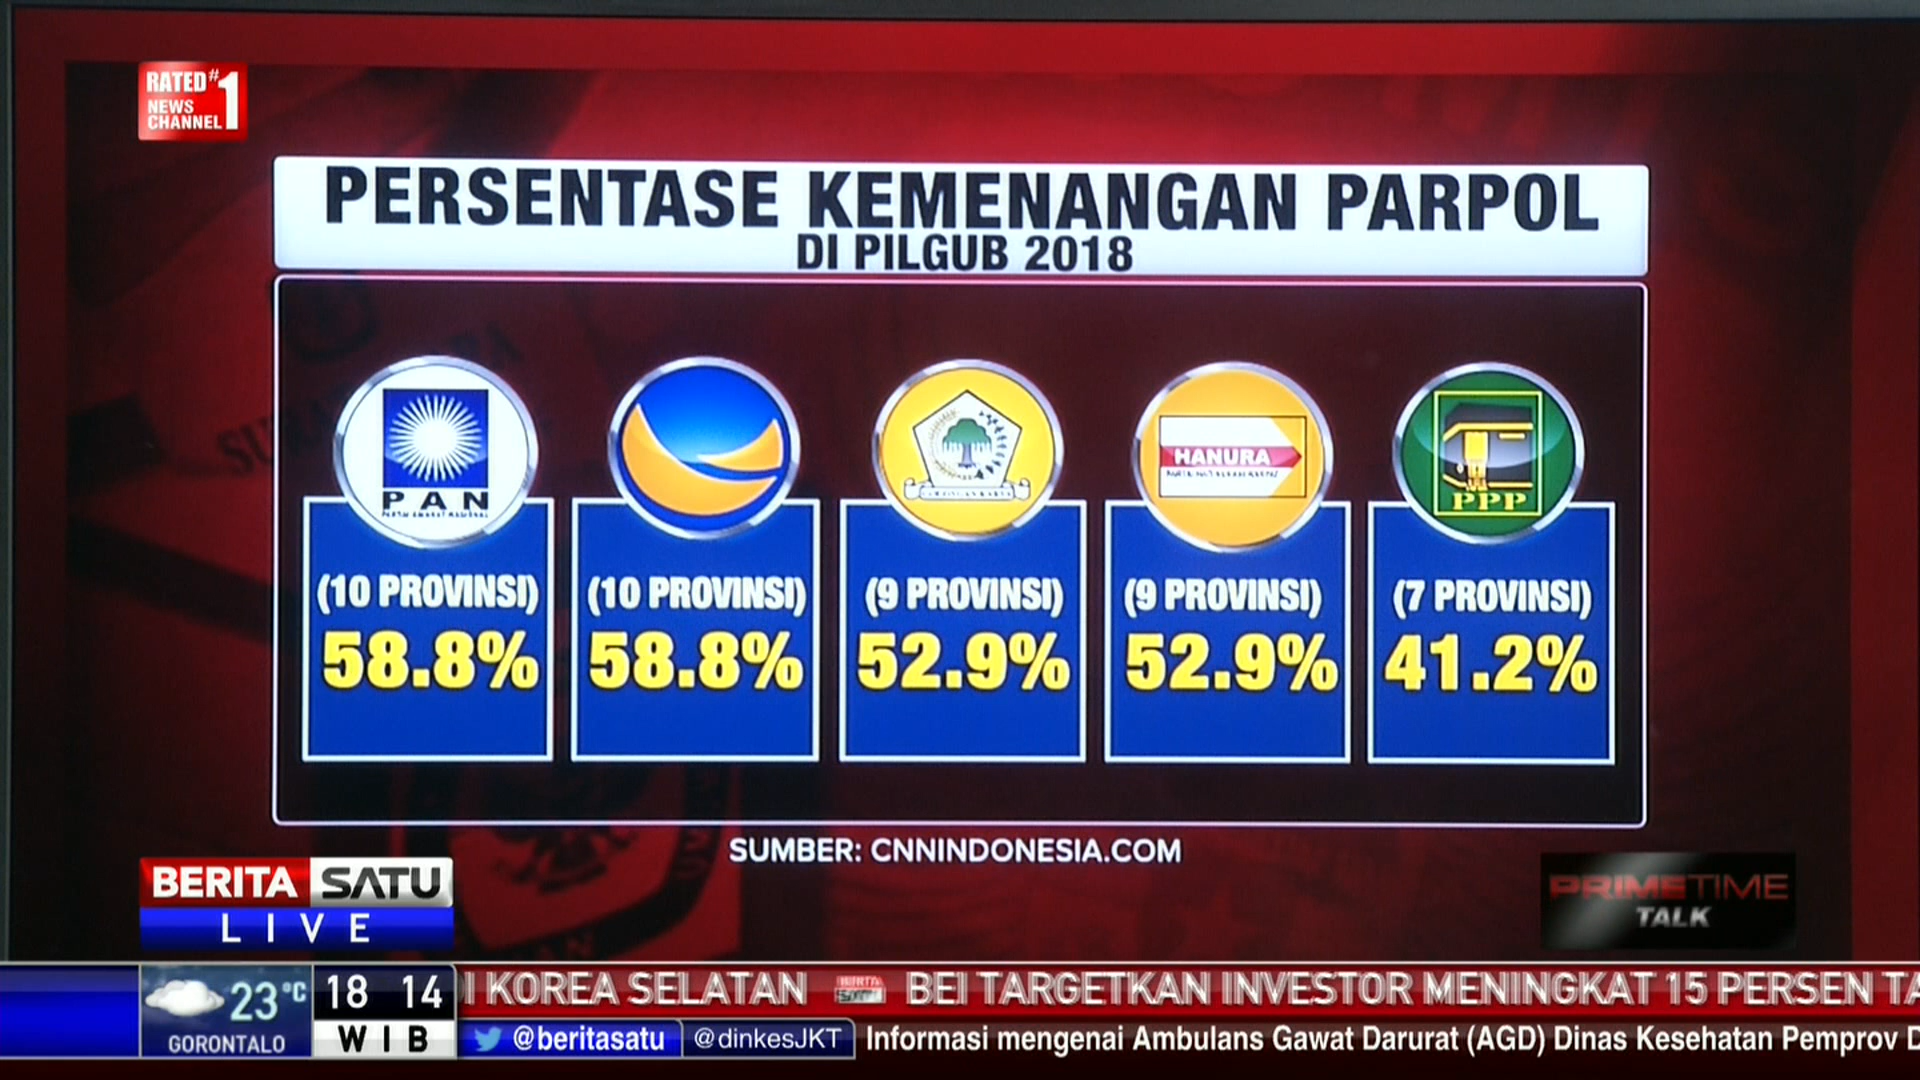 RATED #1
NEWS
CHANNEL
PERSENTASE KEMENANGAN PARPOL
DI PILGUB 2018
PAN
HANURA
PPP
(10 PROVINSI)
58.8%
(10 PROVINSI)
58.8%
(9 PROVINSI)
52.9%
(9 PROVINSI)
52.9%
(7 PROVINSI)
41.2%
SUMBER: CNNINDONESIA.COM
BERITA SATU
LIVE
PRIMETIME
TALK
23°C
GORONTALO
18 14
WIB
I KOREA SELATAN BERITA SATU BEI TARGETKAN INVESTOR MENINGKAT 15 PERSEN TA
@beritasatu @dinkesJKT Informasi mengenai Ambulans Gawat Darurat (AGD) Dinas Kesehatan Pemprov D